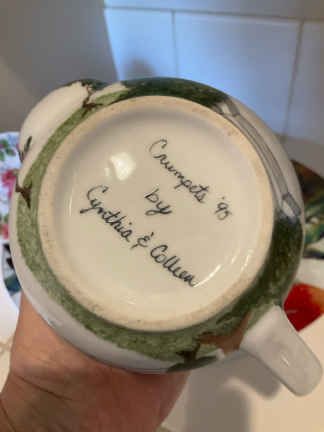 Crumpets '95
by
Cynthia & Colleen